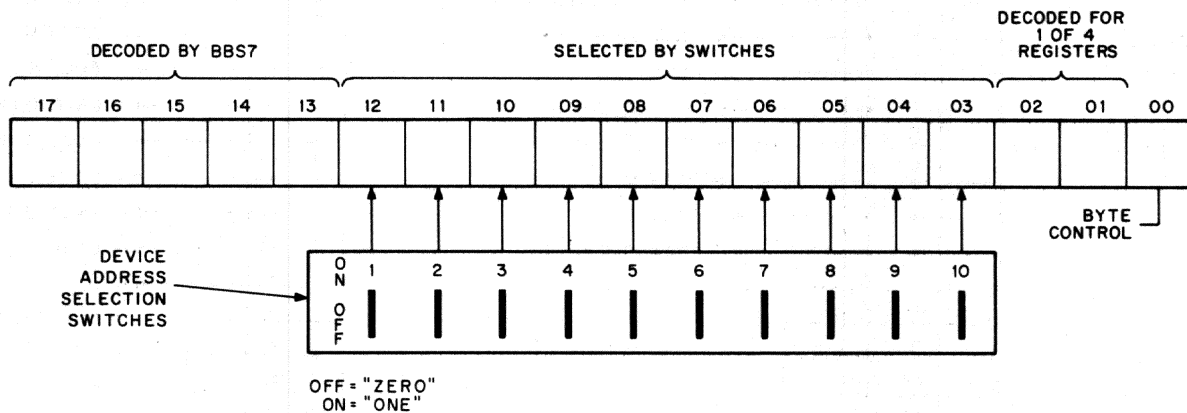 DECODED BY BBS7
SELECTED BY SWITCHES
DECODED FOR
1 OF 4
REGISTERS
17 16 15 14 13 12 11 10 09 08 07 06 05 04 03 02 01 00
BYTE
CONTROL
DEVICE
ADDRESS
SELECTION
SWITCHES
ON
OFF
1 2 3 4 5 6 7 8 9 10
OFF = "ZERO"
ON = "ONE"